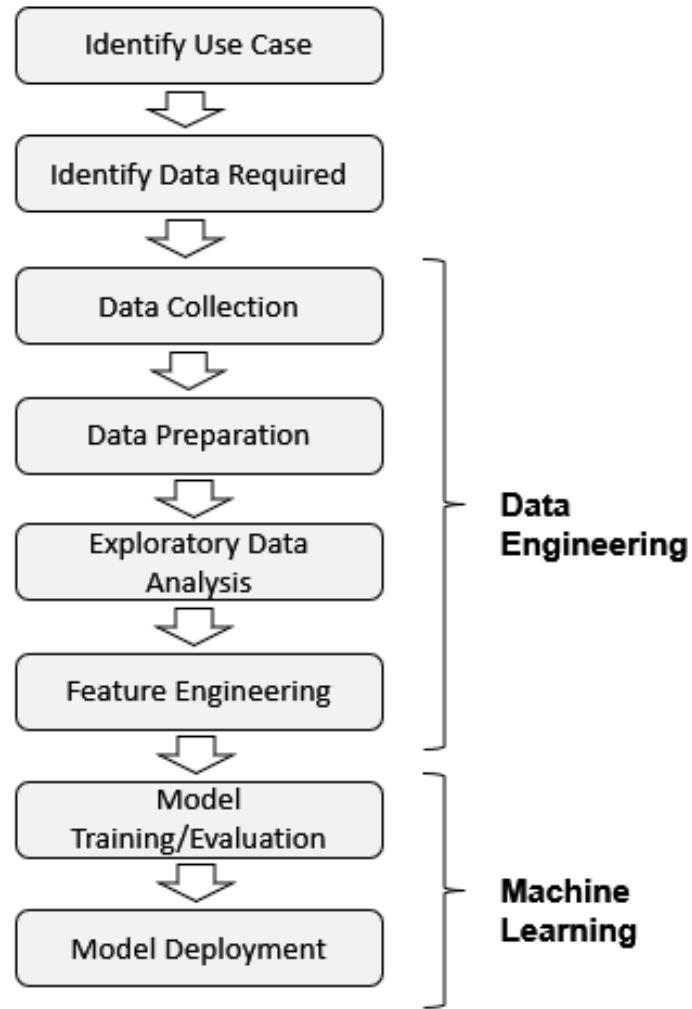 Identify Use Case
Identify Data Required
Data Collection
Data Preparation
Exploratory Data
Analysis
Feature Engineering
Model
Training/Evaluation
Model Deployment
Data
Engineering
Machine
Learning